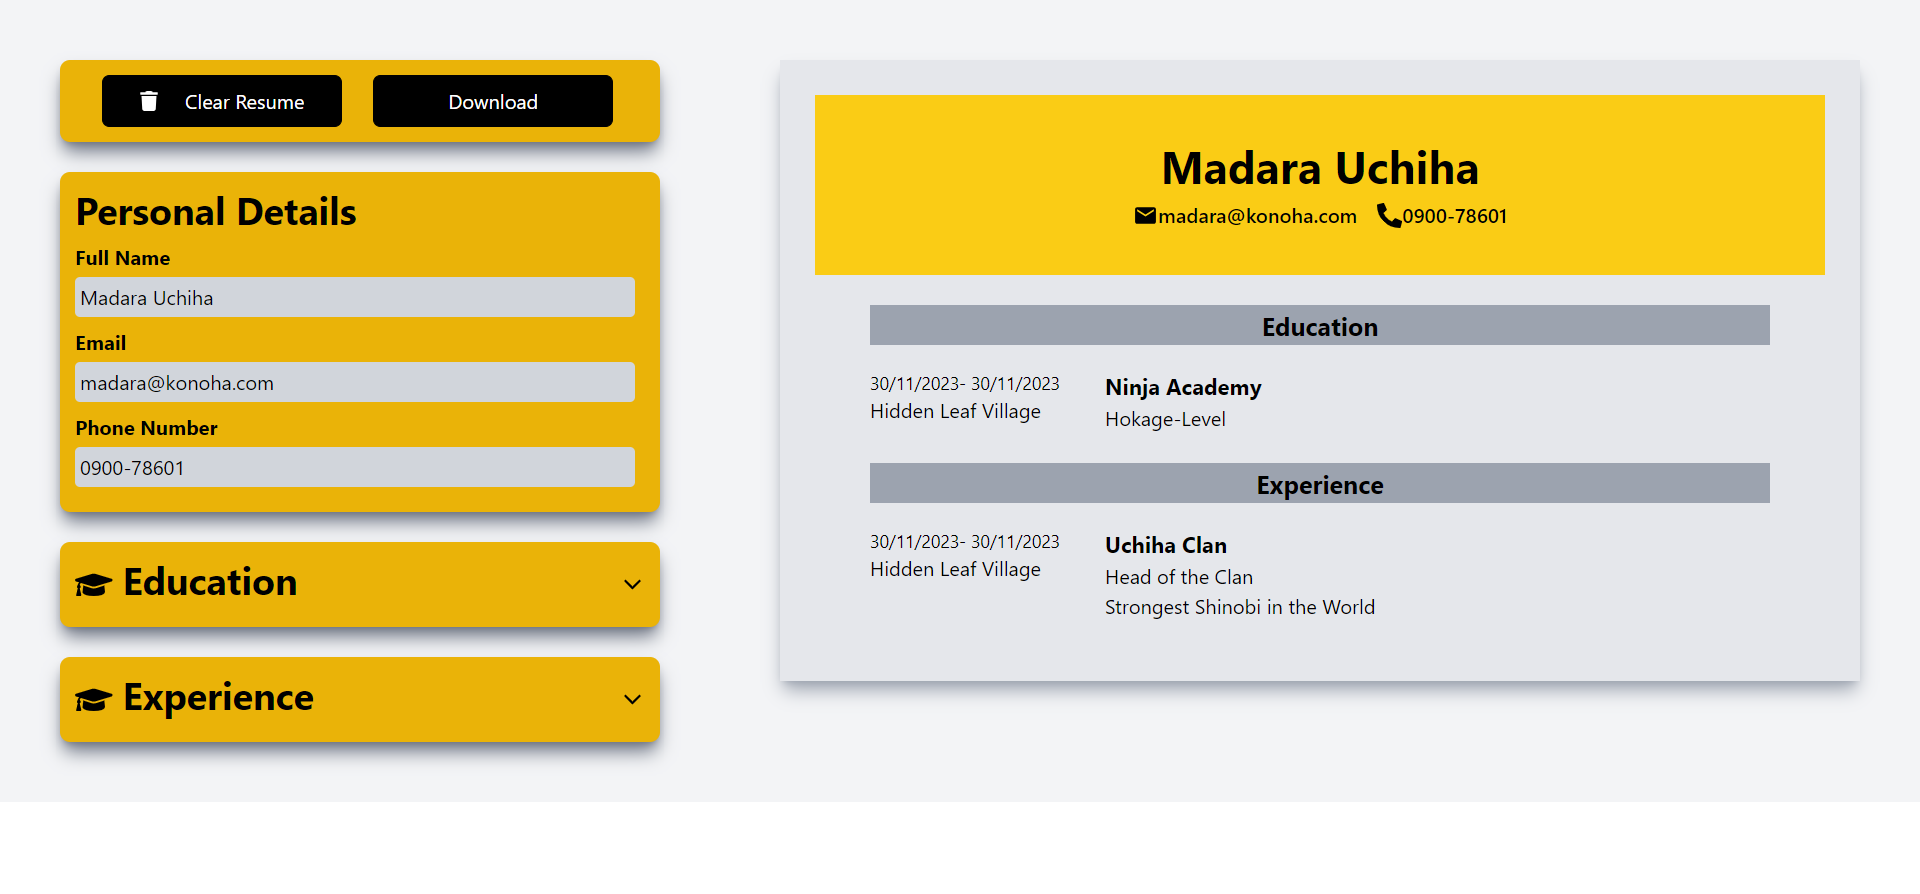 Clear Resume
Download
Personal Details
Full Name
Madara Uchiha
Email
madara@konoha.com
Phone Number
0900-78601
Education
Experience
Madara Uchiha
madara@konoha.com 0900-78601
Education
30/11/2023- 30/11/2023
Hidden Leaf Village
Ninja Academy
Hokage-Level
Experience
30/11/2023- 30/11/2023
Hidden Leaf Village
Uchiha Clan
Head of the Clan
Strongest Shinobi in the World